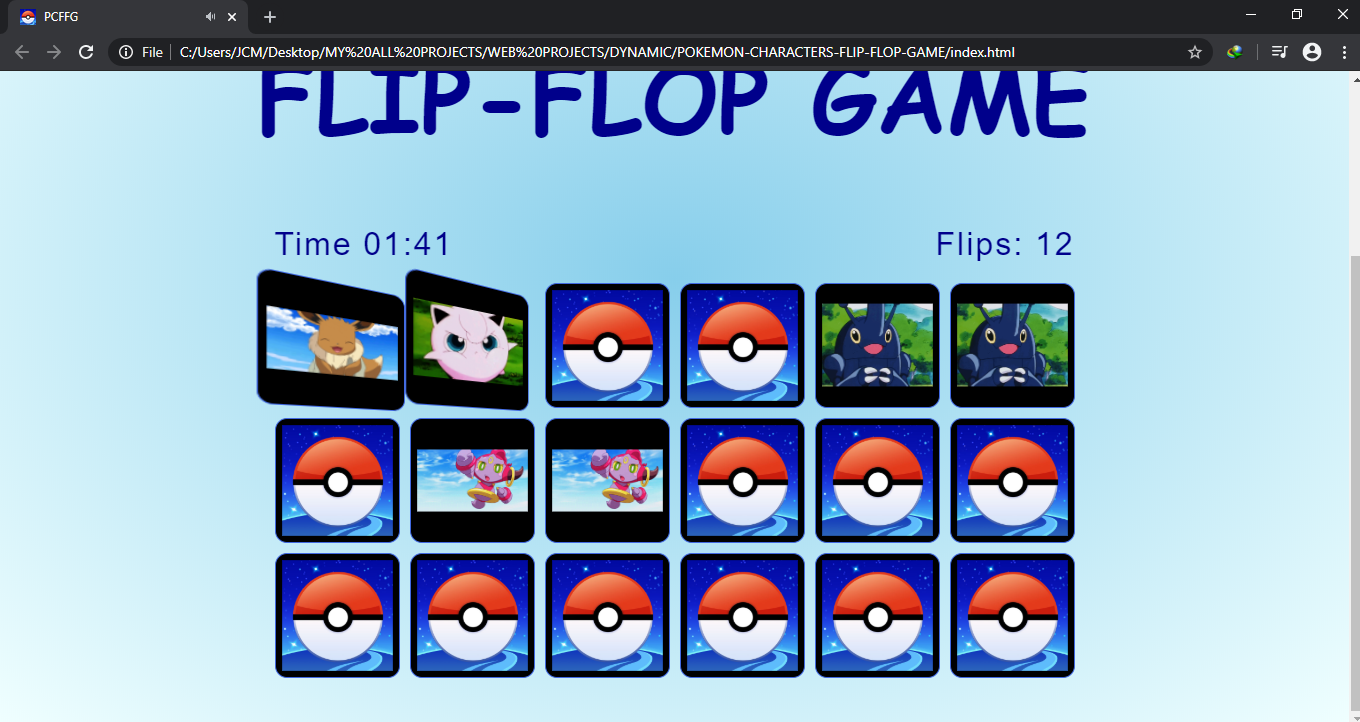 PCFFG
File
C:/Users/JCM/Desktop/MY%20ALL%20PROJECTS/WEB%20PROJECTS/DYNAMIC/POKEMON-CHARACTERS-FLIP-FLOP-GAME/index.html
FLIP-FLOP GAME
Time 01:41
Flips: 12